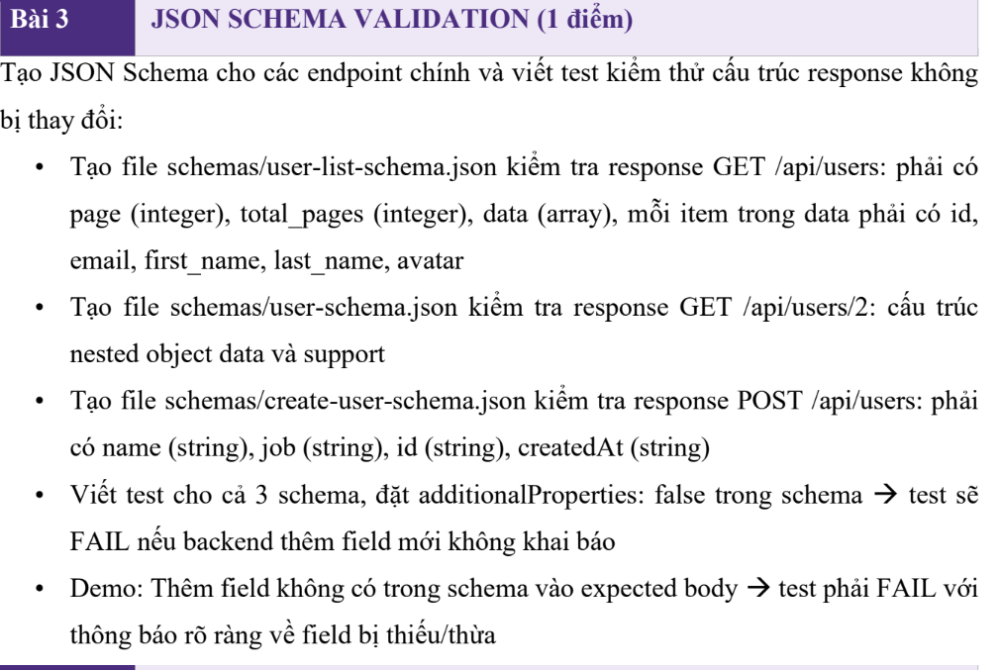 Bài 3 JSON SCHEMA VALIDATION (1 điểm)
Tạo JSON Schema cho các endpoint chính và viết test kiểm thử cấu trúc response không
bị thay đổi:
• Tạo file schemas/user-list-schema.json kiểm tra response GET /api/users: phải có
page (integer), total_pages (integer), data (array), mỗi item trong data phải có id,
email, first_name, last_name, avatar
• Tạo file schemas/user-schema.json kiểm tra response GET /api/users/2: cấu trúc
nested object data và support
• Tạo file schemas/create-user-schema.json kiểm tra response POST /api/users: phải
có name (string), job (string), id (string), createdAt (string)
• Viết test cho cả 3 schema, đặt additionalProperties: false trong schema → test sẽ
FAIL nếu backend thêm field mới không khai báo
• Demo: Thêm field không có trong schema vào expected body → test phải FAIL với
thông báo rõ ràng về field bị thiếu/thừa